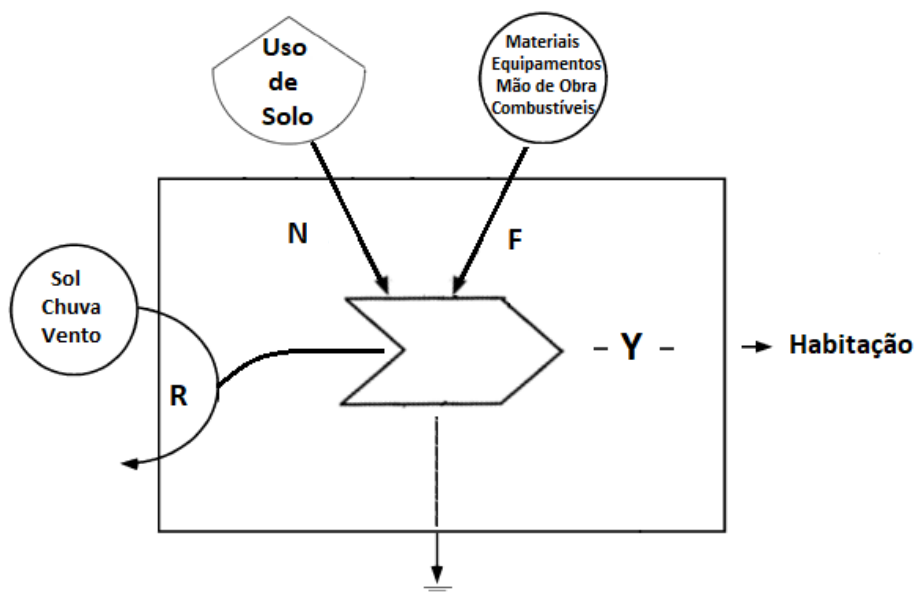 Uso
de
Solo
Materiais
Equipamentos
Mão de Obra
Combustíveis
N
F
Sol
Chuva
Vento
R
- Y -
Habitação